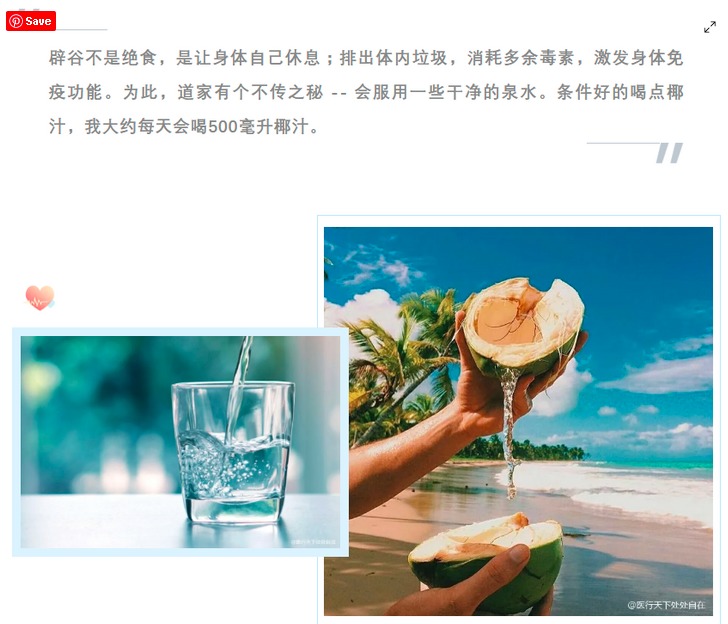 Save
辟谷不是绝食，是让身体自己休息；排出体内垃圾，消耗多余毒素，激发身体免
疫功能。为此，道家有个不传之秘 -- 会服用一些干净的泉水。条件好的喝点椰
汁，我大约每天会喝500毫升椰汁。
@医行天下处处自在